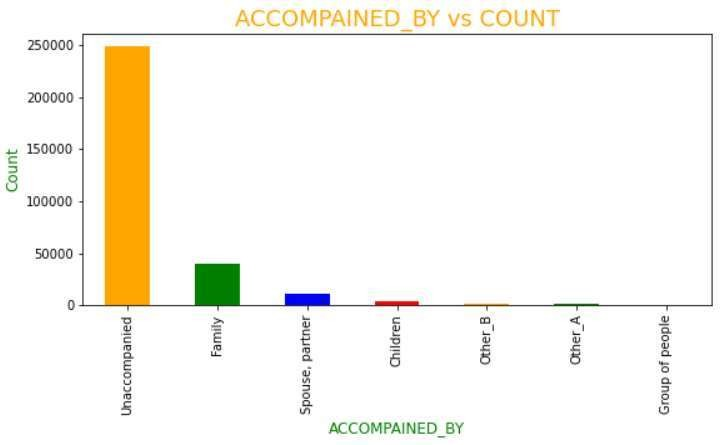 ACCOMPAINED_BY vs COUNT
250000
200000
150000
100000
50000
0
Count
Unaccompanied
Family
Spouse, partner
Children
Other_B
Other_A
Group of people
ACCOMPAINED_BY